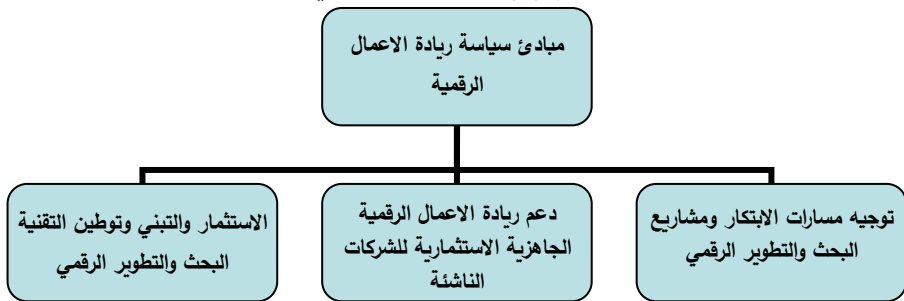 مبادئ سياسة ريادة الاعمال
الرقمية
توجيه مسارات الابتكار ومشاريع
البحث والتطوير الرقمي
دعم ريادة الاعمال الرقمية
الجاهزية الاستثمارية للشركات
الناشئة
الاستثمار والتبني وتوطين التقنية
البحث والتطوير الرقمي